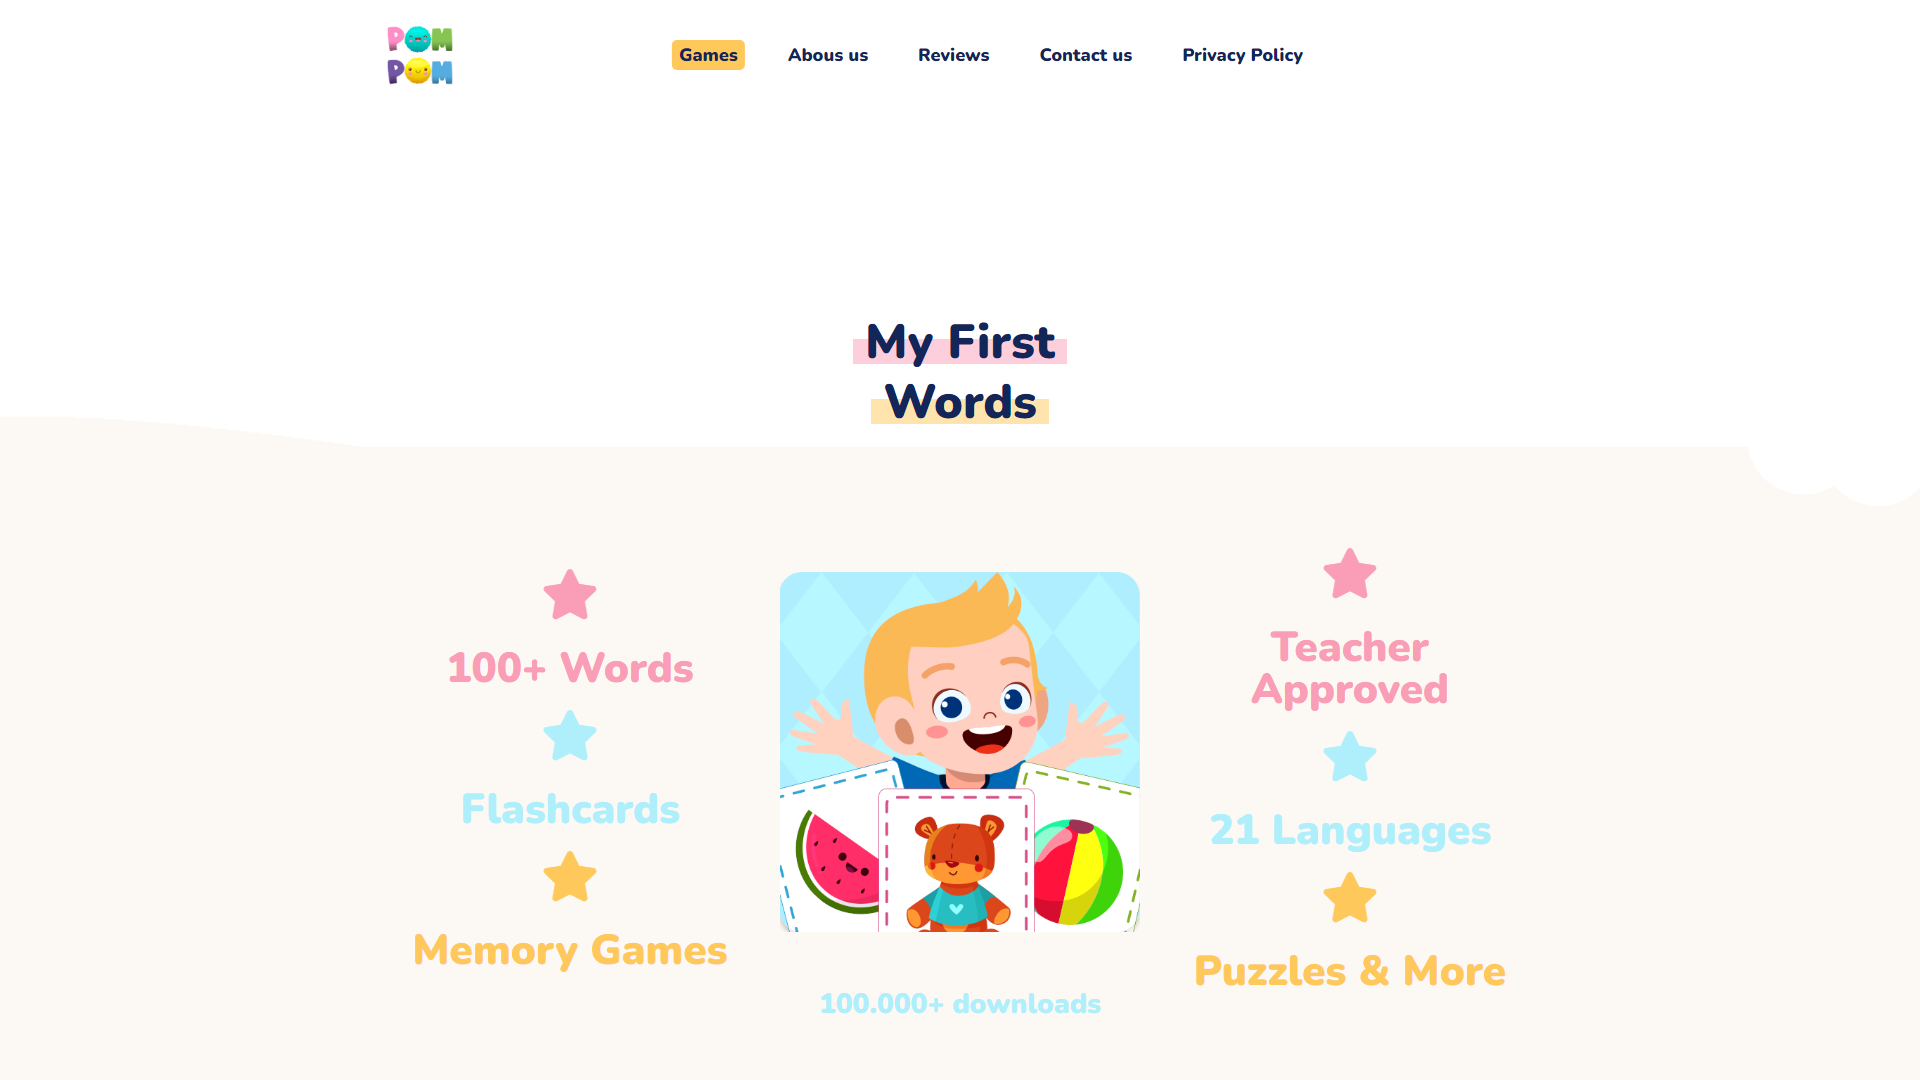 POM
POM
Games
Abous us
Reviews
Contact us
Privacy Policy
My First
Words
100+ Words
Flashcards
Memory Games
100.000+ downloads
Teacher
Approved
21 Languages
Puzzles & More